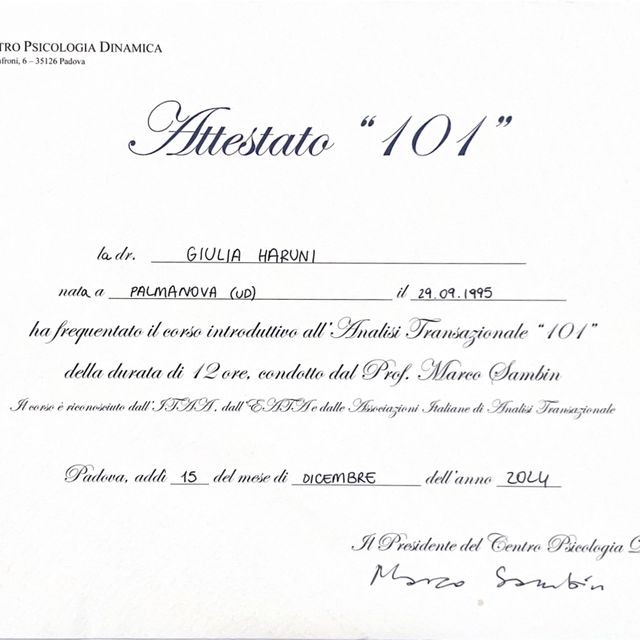 TRO PSICOLOGIA DINAMICA
froni, 6 – 35126 Padova
Attestato “101”
la dr. GIULIA HARUNI
nata a PALMANOVA (UD) il 29.09.1995
ha frequentato il corso introduttivo all’Analisi Transazionale “101”
della durata di 12 ore, condotto dal Prof. Marco Sambin
Il corso è riconosciuto dall’I.T.A.A. dall’E.A.T.A e dalle Associazioni Italiane di Analisi Transazionale
Padova, addì 15 del mese di DICEMBRE dell’anno 2024
Il Presidente del Centro Psicologia D
Marco Sambin